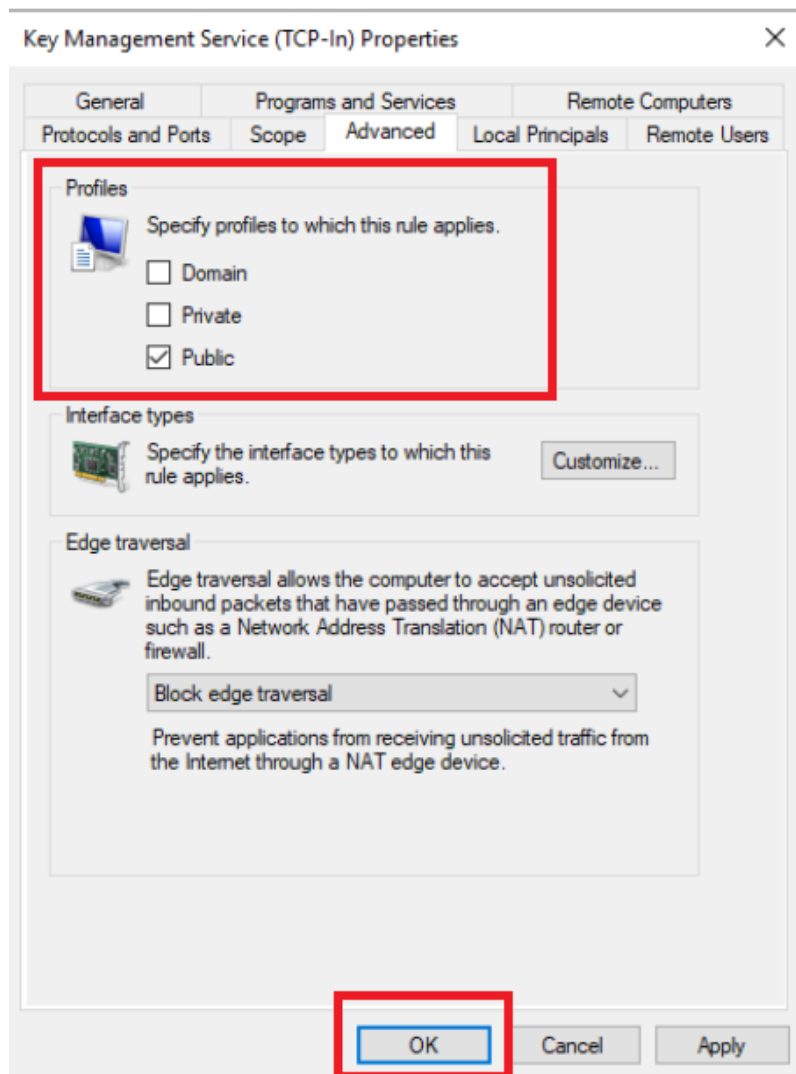 Key Management Service (TCP-In) Properties
General Programs and Services Remote Computers
Protocols and Ports Scope Advanced Local Principals Remote Users
Profiles
Specify profiles to which this rule applies.
Domain
Private
Public
Interface types
Specify the interface types to which this
rule applies.
Customize...
Edge traversal
Edge traversal allows the computer to accept unsolicited
inbound packets that have passed through an edge device
such as a Network Address Translation (NAT) router or
firewall.
Block edge traversal
Prevent applications from receiving unsolicited traffic from
the Internet through a NAT edge device.
OK Cancel Apply